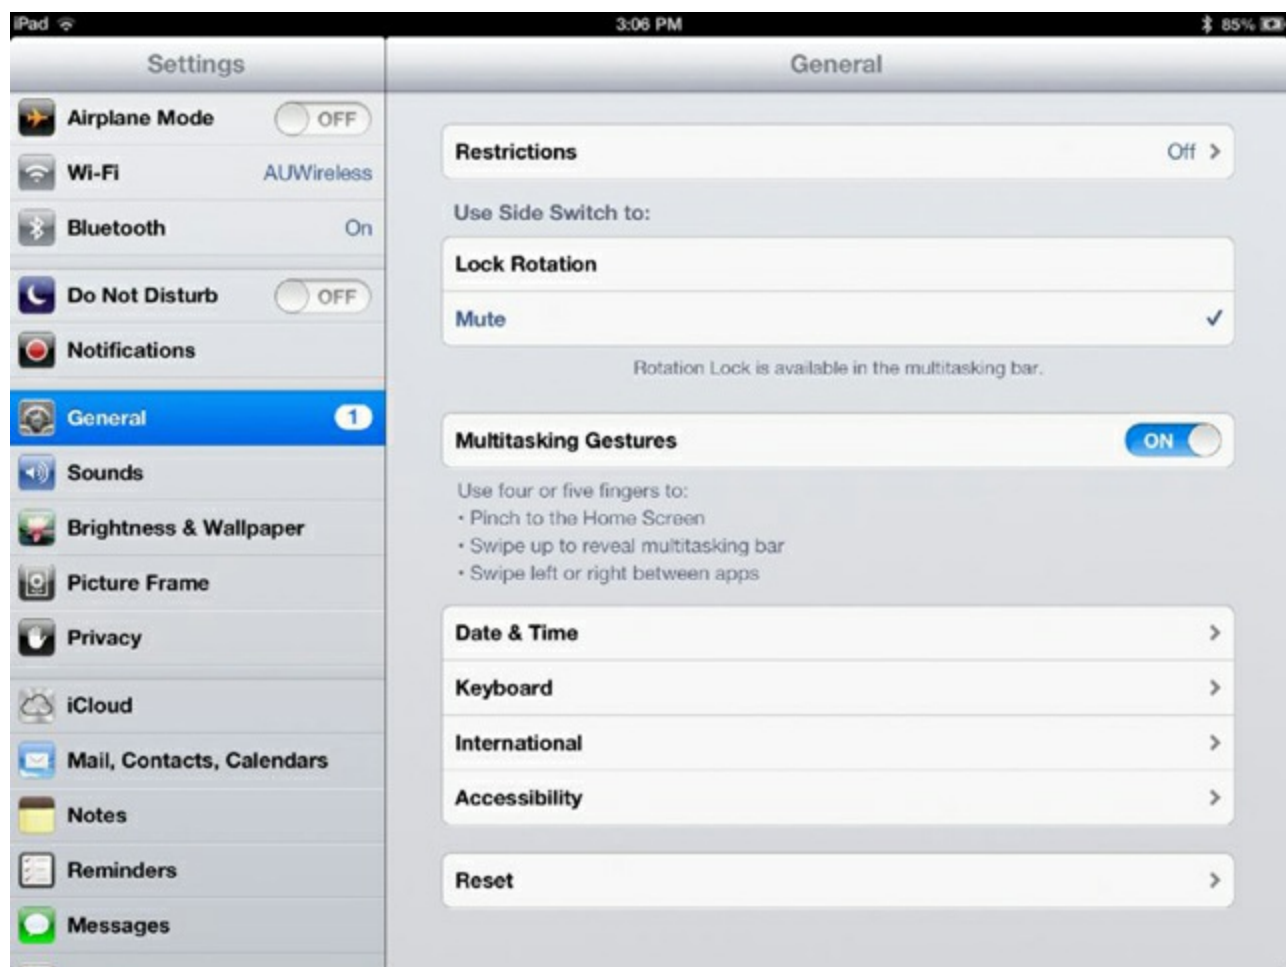 iPad 3:06 PM 85%
Settings
Airplane Mode OFF
Wi-Fi AUWireless
Bluetooth On
Do Not Disturb OFF
Notifications
General 1
Sounds
Brightness & Wallpaper
Picture Frame
Privacy
iCloud
Mail, Contacts, Calendars
Notes
Reminders
Messages
General
Restrictions Off
Use Side Switch to:
Lock Rotation
Mute
Rotation Lock is available in the multitasking bar.
Multitasking Gestures ON
Use four or five fingers to:
• Pinch to the Home Screen
• Swipe up to reveal multitasking bar
• Swipe left or right between apps
Date & Time
Keyboard
International
Accessibility
Reset